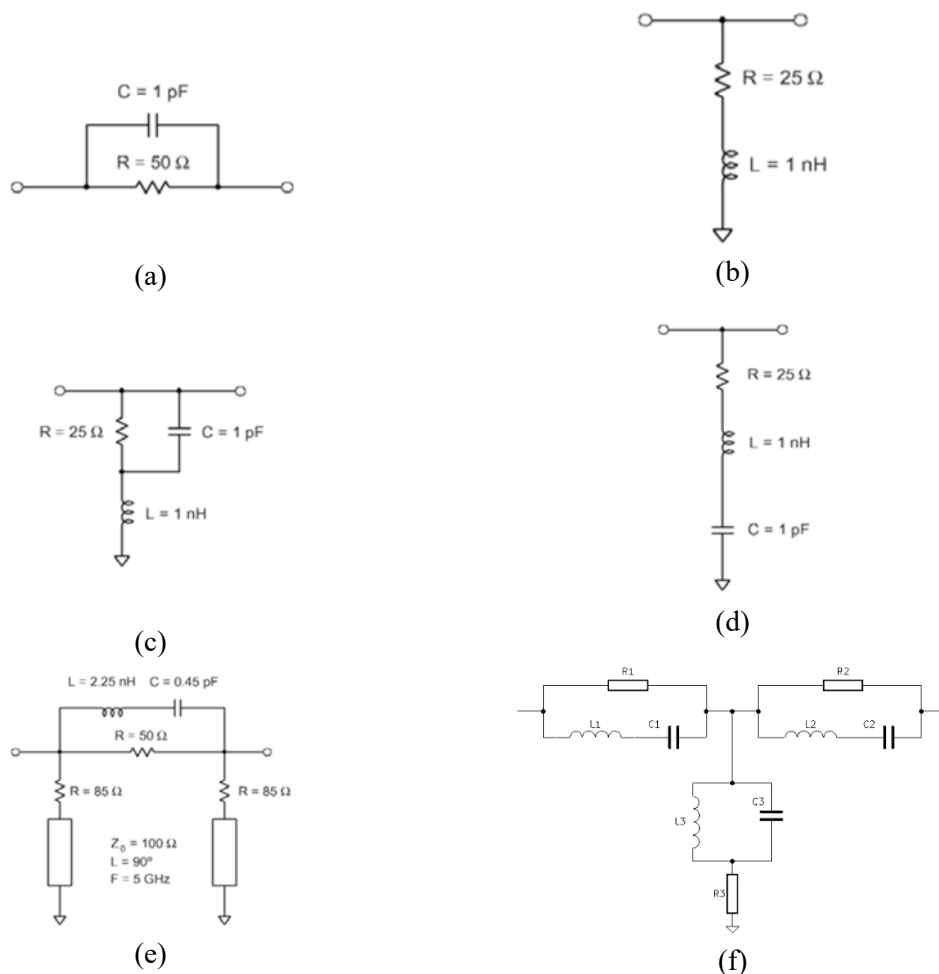 C = 1 pF
R = 50 Ω
(a)
R = 25 Ω
L = 1 nH
(b)
R = 25 Ω
C = 1 pF
L = 1 nH
(c)
R = 25 Ω
L = 1 nH
C = 1 pF
(d)
L = 2.25 nH C = 0.45 pF
R = 50 Ω
R = 85 Ω
R = 85 Ω
Z0 = 100 Ω
L = 90º
F = 5 GHz
(e)
R1
R2
L1
C1
L2
C2
L3
C3
R3
(f)